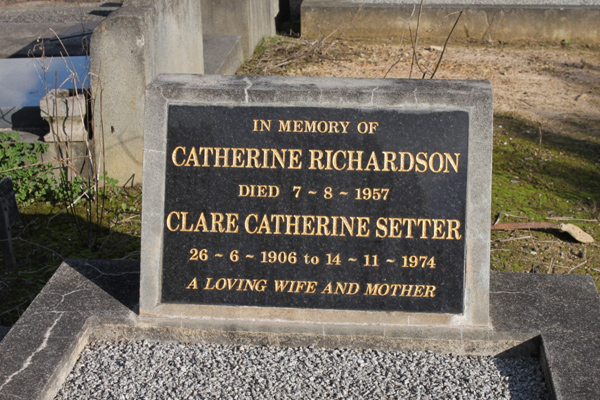 IN MEMORY OF
CATHERINE RICHARDSON
DIED 7 ~ 8 ~ 1957
CLARE CATHERINE SETTER
26 ~ 6 ~ 1906 to 14 ~ 11 ~ 1974
A LOVING WIFE AND MOTHER